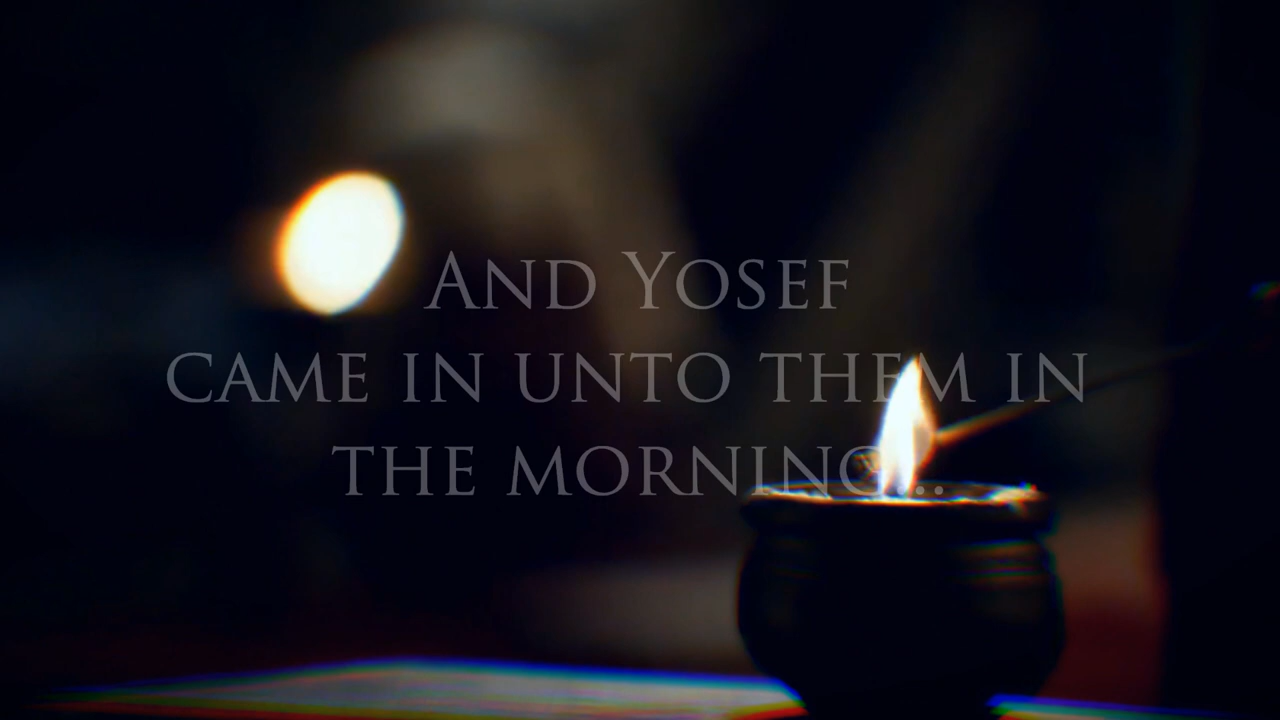 And Yosef
came in unto them in
the morning...